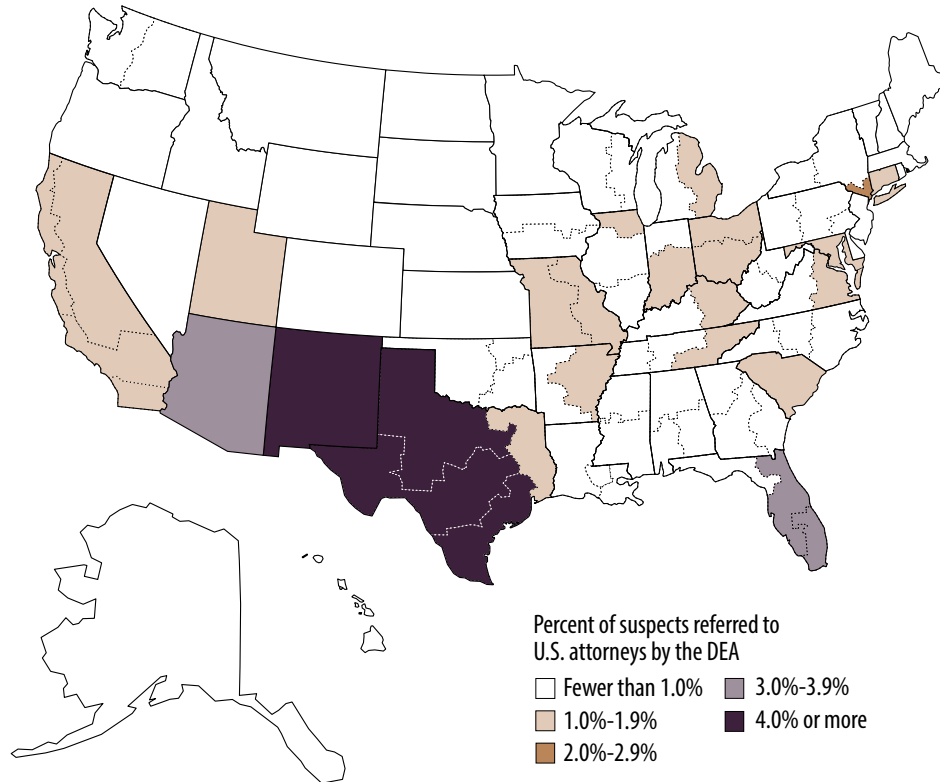 Percent of suspects referred to
U.S. attorneys by the DEA
Fewer than 1.0%
1.0%-1.9%
2.0%-2.9%
3.0%-3.9%
4.0% or more